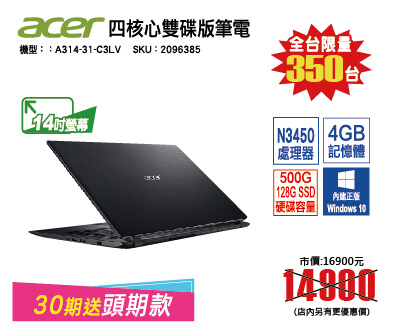 acer 四核心雙碟版筆電
機型：：A314-31-C3LV SKU：2096385
全台限量
350台
14吋螢幕
N3450
處理器
4GB
記憶體
500G
128G SSD
硬碟容量
內建正版
Windows 10
acer
30期送頭期款
市價:16900元
14900
(店內另有更優惠價)